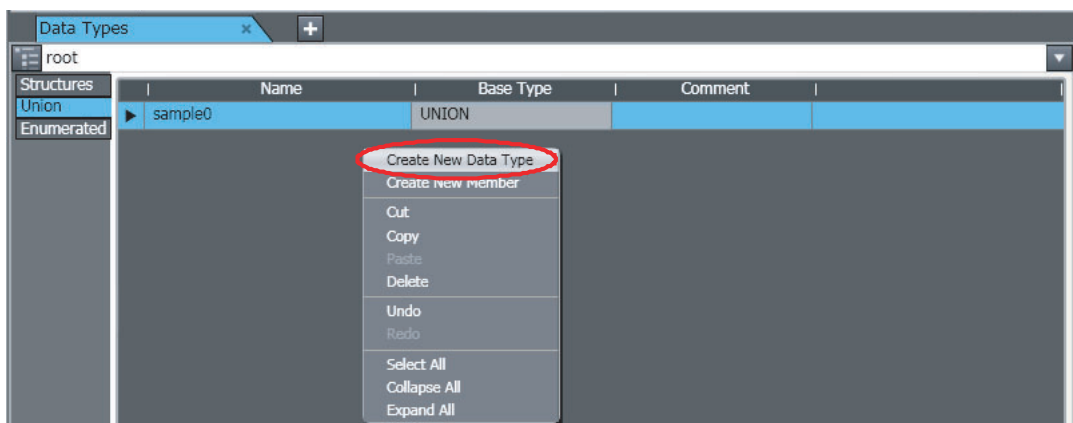 Data Types × +
root
Structures
Union
Enumerated
Name Base Type Comment
sample0 UNION
Create New Data Type
Create New Member
Cut
Copy
Paste
Delete
Undo
Redo
Select All
Collapse All
Expand All